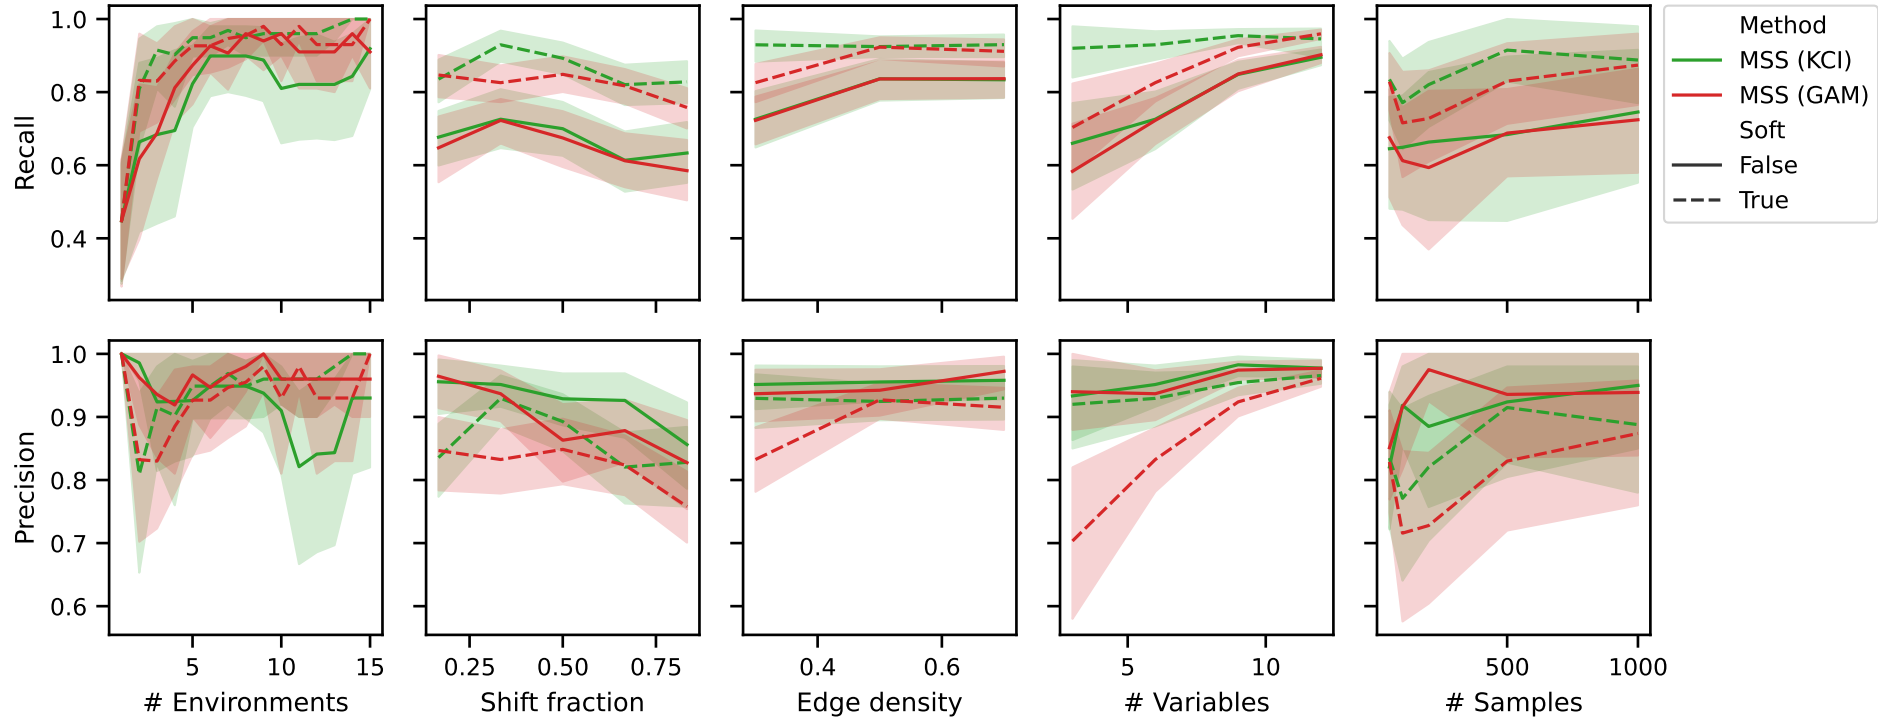 Recall
1.0
0.8
0.6
0.4
Method
MSS (KCI)
MSS (GAM)
Soft
False
True
Precision
1.0
0.9
0.8
0.7
0.6
5 10 15
0.25 0.50 0.75
0.4 0.6
5 10
500 1000
# Environments
Shift fraction
Edge density
# Variables
# Samples